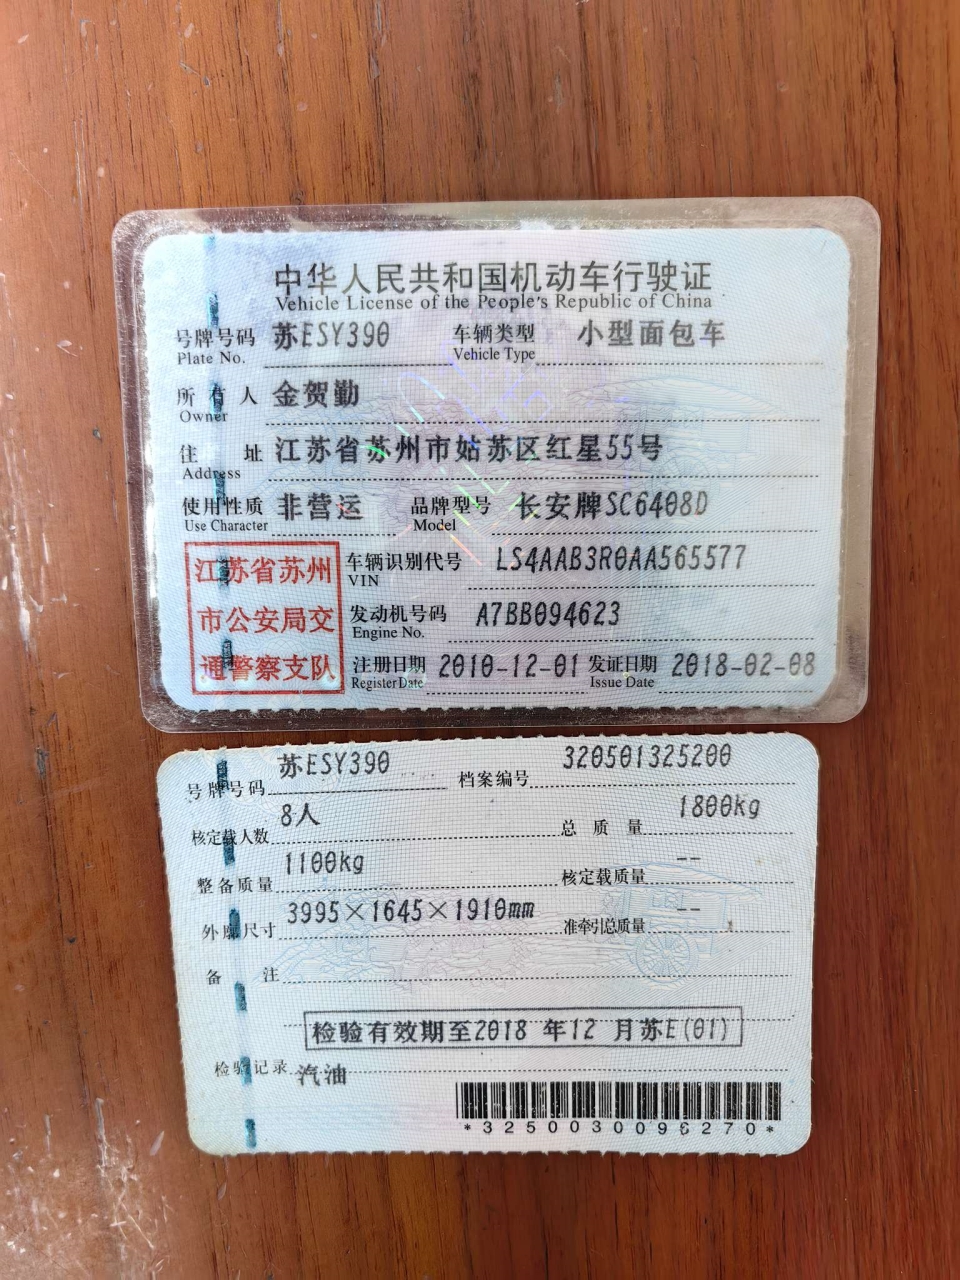 中华人民共和国机动车行驶证
Vehicle License of the People's Republic of China
号牌号码 苏ESY390 车辆类型 小型面包车
Plate No. Vehicle Type
所有人 金贺勤
Owner
住址 江苏省苏州市姑苏区红星55号
Address
使用性质 非营运 品牌型号 长安牌SC6408D
Use Character Model
江苏省苏州 车辆识别代号 LS4AAB3R0AA565577
VIN
市公安局交 发动机号码 A7BB094623
Engine No.
通警察支队 注册日期 2010-12-01 发证日期 2018-02-08
Register Date Issue Date
号牌号码 苏ESY390 档案编号 320501325200
核定载人数 8人 总质量 1800kg
整备质量 1100kg 核定载质量 --
外廓尺寸 3995×1645×1910mm 准牵引总质量 --
备注
检验有效期至2018 年12 月苏E(01)
检验记录 汽油
*3250030096270*